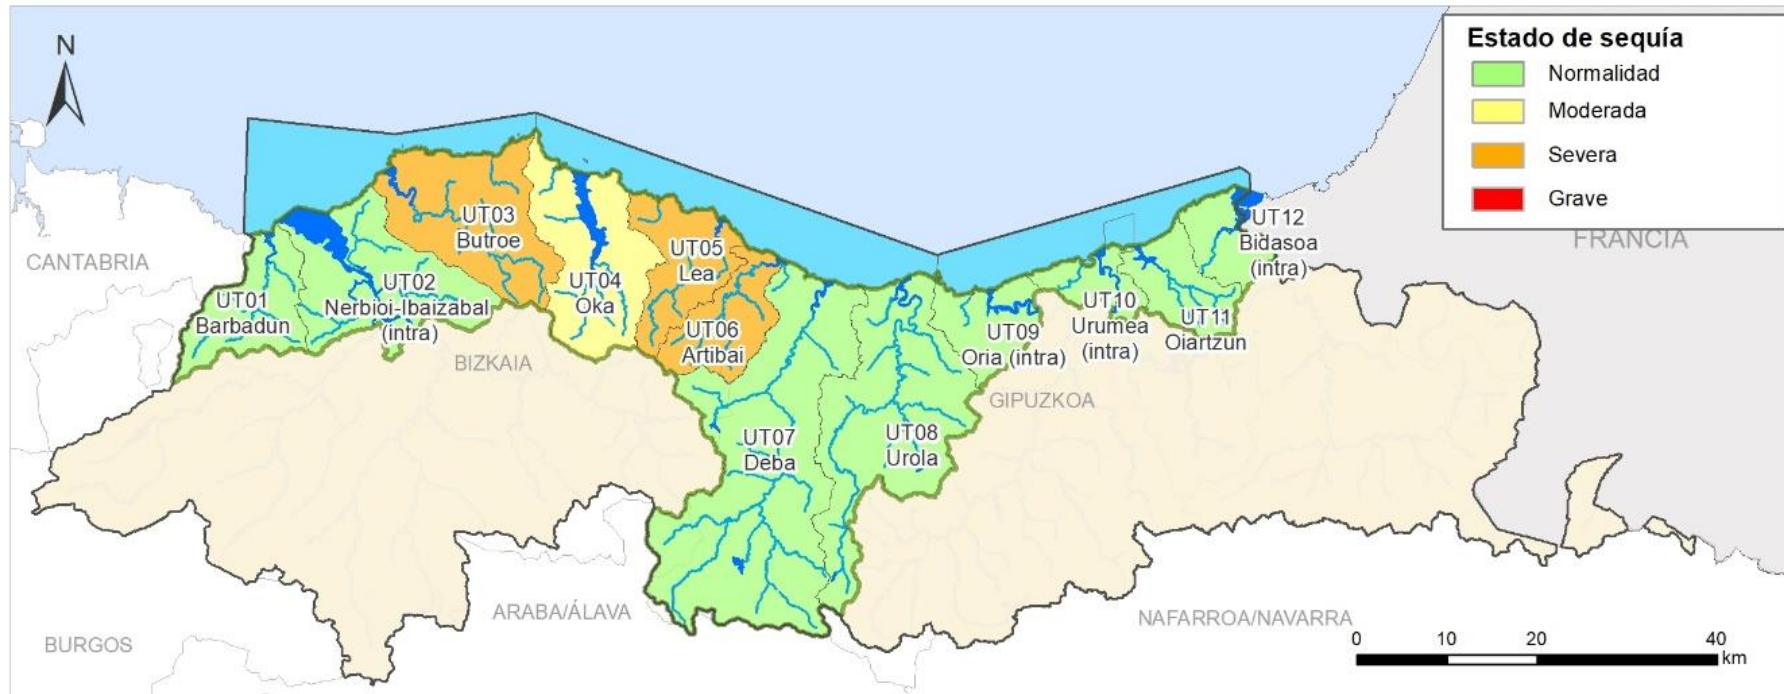 N
Estado de sequía
Normalidad
Moderada
Severa
Grave
FRANCIA
CANTABRIA
UT01
Barbadun
UT02
Nerbioi-Ibaizabal
(intra)
UT03
Butroe
UT04
Oka
UT05
Lea
UT06
Artibai
UT07
Deba
UT08
Urola
UT09
Oria (intra)
UT10
Urumea
(intra)
UT11
Oiartzun
UT12
Bidasoa
(intra)
BIZKAIA
GIPUZKOA
ARABA/ÁLAVA
NAFARROA/NAVARRA
BURGOS
0 10 20 40
km